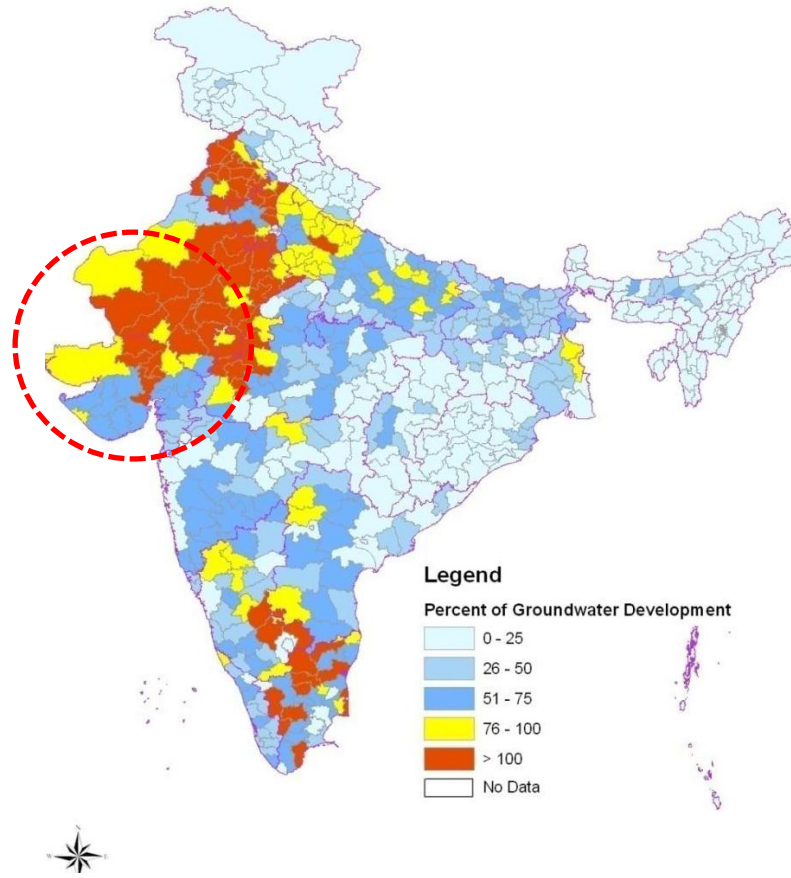 Legend
Percent of Groundwater Development
0 - 25
26 - 50
51 - 75
76 - 100
> 100
No Data